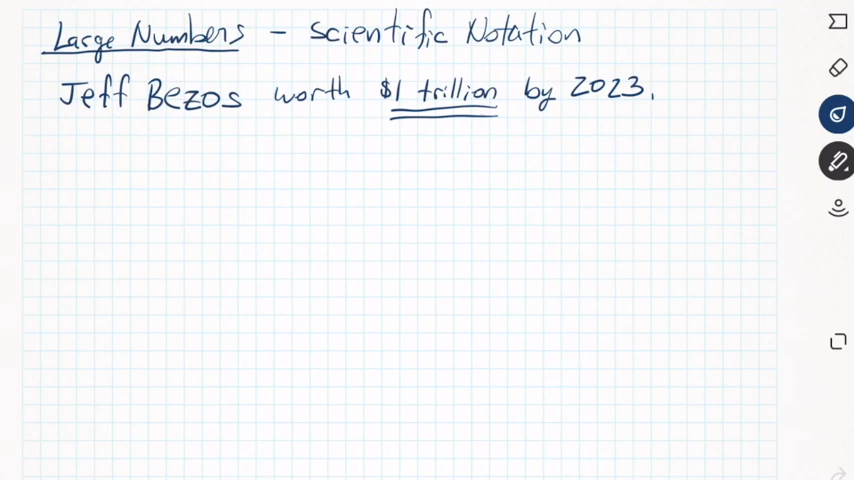 Large Numbers - Scientific Notation
Jeff Bezos worth $1 trillion by 2023.